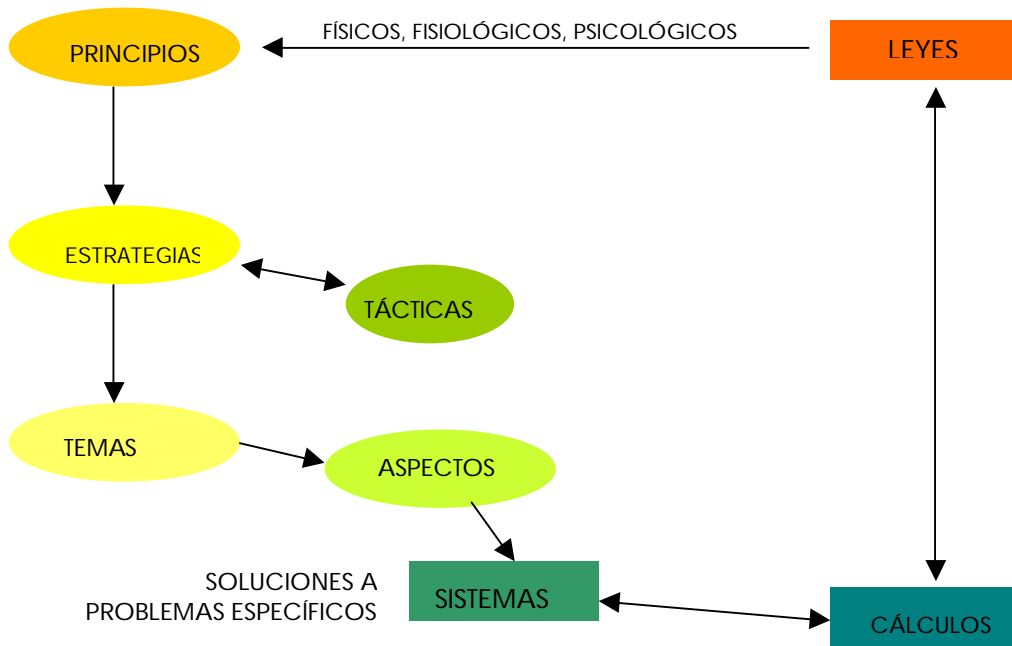 FÍSICOS, FISIOLÓGICOS, PSICOLÓGICOS
PRINCIPIOS
LEYES
ESTRATEGIAS
TÁCTICAS
TEMAS
ASPECTOS
SOLUCIONES A
PROBLEMAS ESPECÍFICOS
SISTEMAS
CÁLCULOS